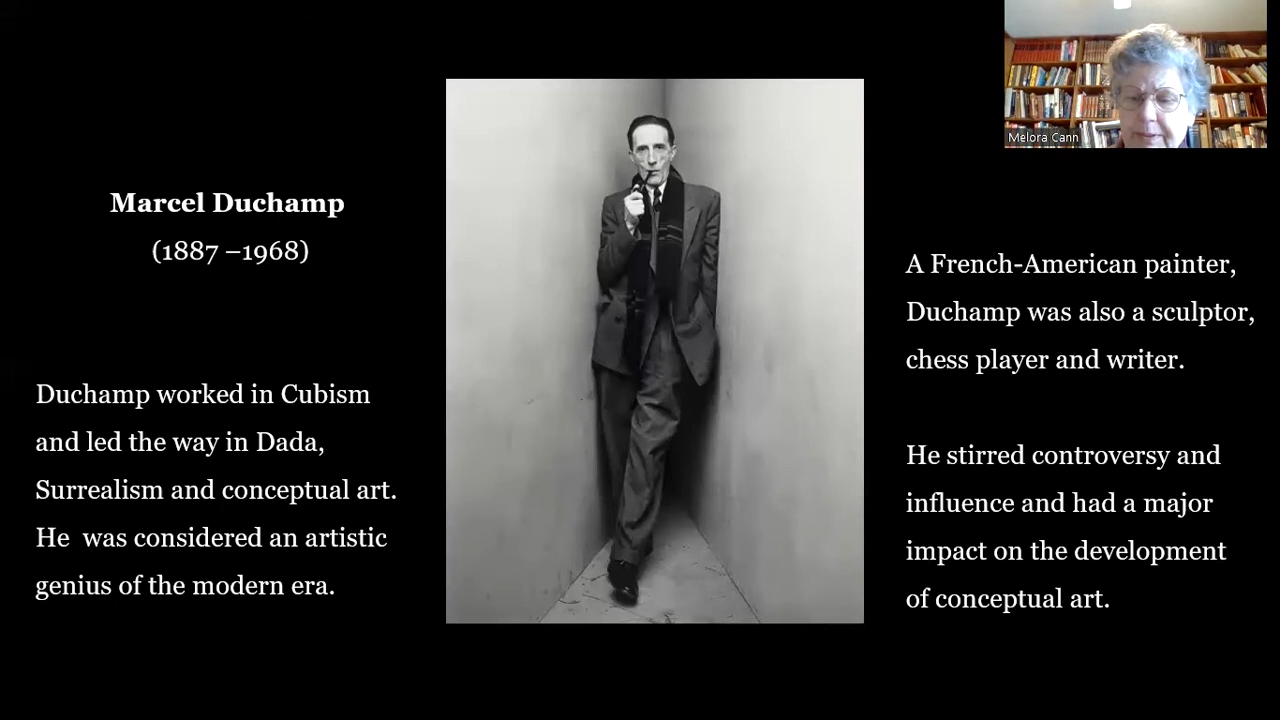 Melora Cann
Marcel Duchamp
(1887 –1968)
Duchamp worked in Cubism
and led the way in Dada,
Surrealism and conceptual art.
He  was considered an artistic
genius of the modern era.
A French-American painter,
Duchamp was also a sculptor,
chess player and writer.
He stirred controversy and
influence and had a major
impact on the development
of conceptual art.